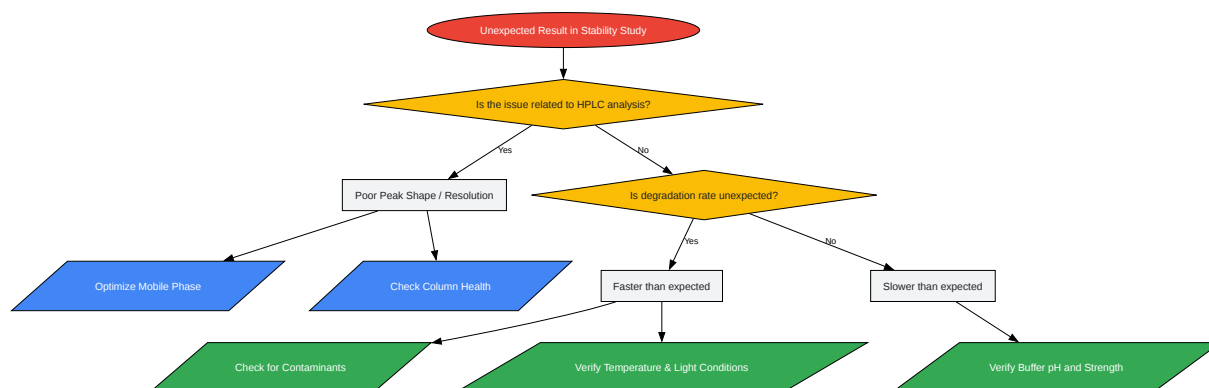 Unexpected Result in Stability Study
Is the issue related to HPLC analysis?
Yes
No
Poor Peak Shape / Resolution
Is degradation rate unexpected?
Yes
No
Optimize Mobile Phase
Check Column Health
Faster than expected
Slower than expected
Check for Contaminants
Verify Temperature & Light Conditions
Verify Buffer pH and Strength